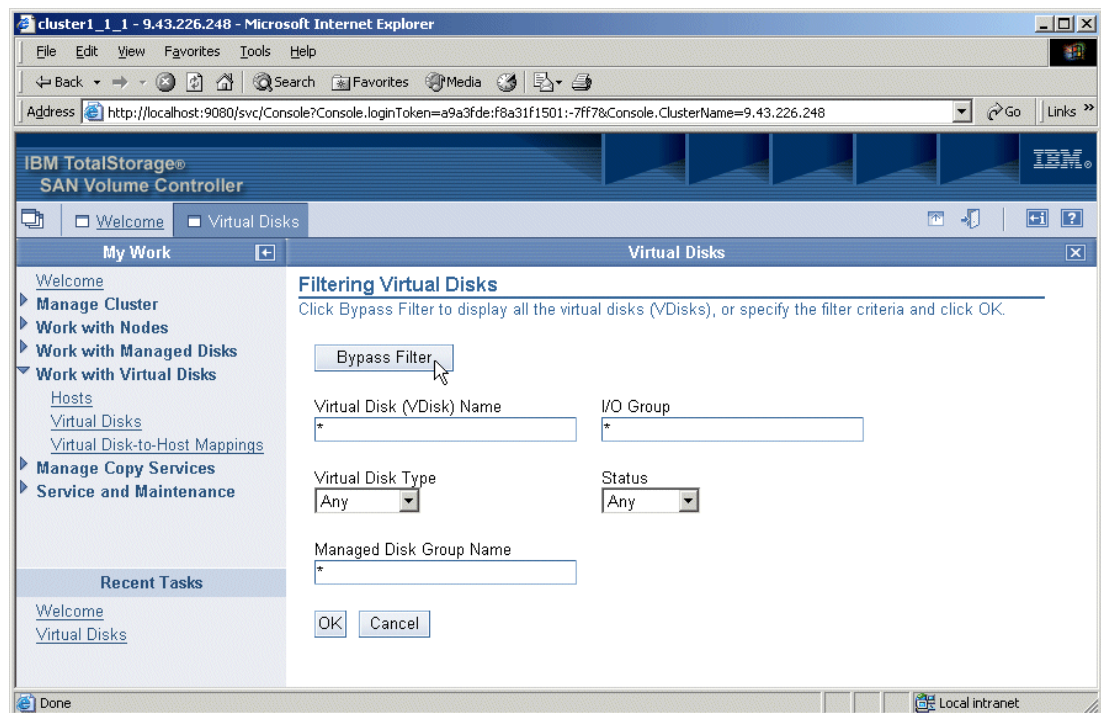 cluster1_1_1 - 9.43.226.248 - Microsoft Internet Explorer
File Edit View Favorites Tools Help
Back Search Favorites Media
Address http://localhost:9080/svc/Console?Console.loginToken=a9a3fde:f8a31f1501:-7ff7&Console.ClusterName=9.43.226.248 Go Links »
IBM TotalStorage®
SAN Volume Controller
IBM®
Welcome Virtual Disks
My Work
Virtual Disks
Welcome
Manage Cluster
Work with Nodes
Work with Managed Disks
Work with Virtual Disks
Hosts
Virtual Disks
Virtual Disk-to-Host Mappings
Manage Copy Services
Service and Maintenance
Recent Tasks
Welcome
Virtual Disks
Filtering Virtual Disks
Click Bypass Filter to display all the virtual disks (VDisks), or specify the filter criteria and click OK.
Bypass Filter
Virtual Disk (VDisk) Name I/O Group
* *
Virtual Disk Type Status
Any Any
Managed Disk Group Name
*
OK Cancel
Done Local intranet